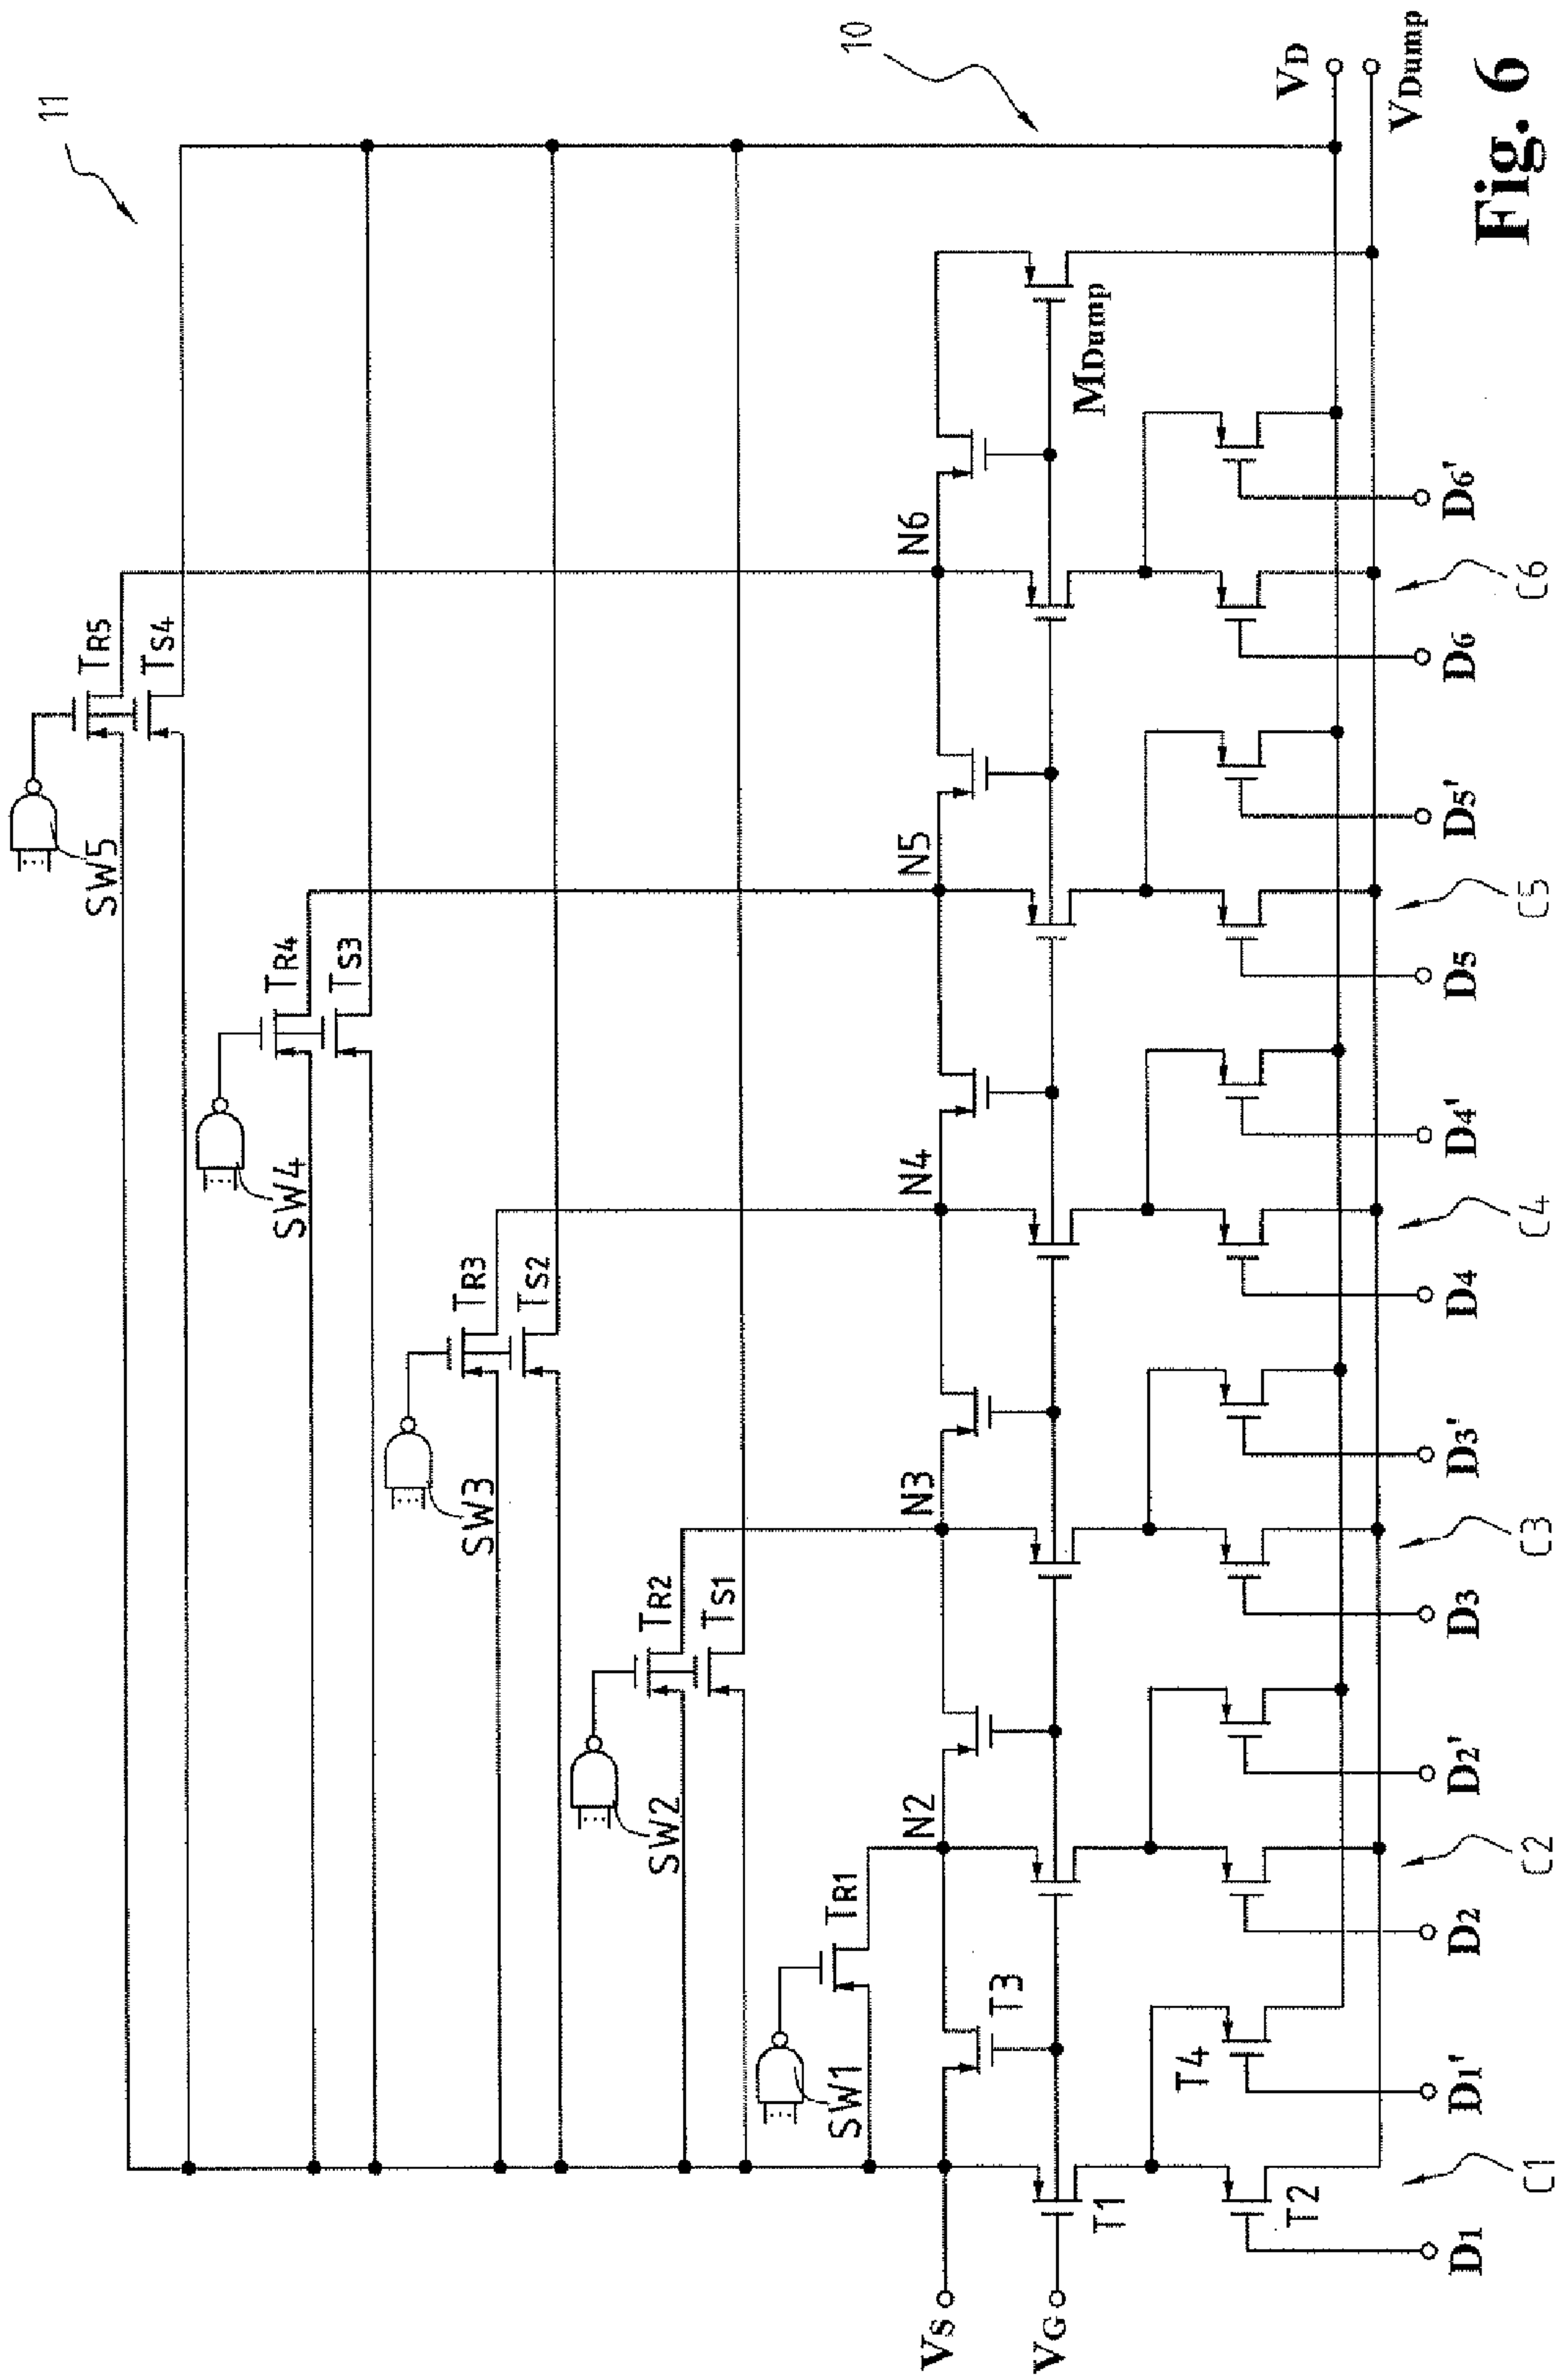 11
10
SW5
TR5
TS4
SW4
TR4
TS3
SW3
TR3
TS2
SW2
TR2
TS1
SW1
TR1
VS
N2
N3
N4
N5
N6
T3
VG
T1
MDump
T4
T2
VD
VDump
D1
D1'
D2
D2'
D3
D3'
D4
D4'
D5
D5'
D6
D6'
C1
C2
C3
C4
C5
C6
Fig. 6